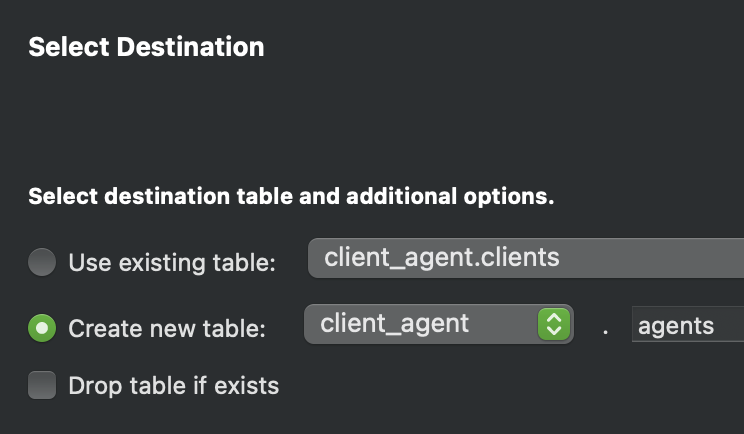 Select Destination
Select destination table and additional options.
Use existing table: client_agent.clients
Create new table: client_agent . agents
Drop table if exists